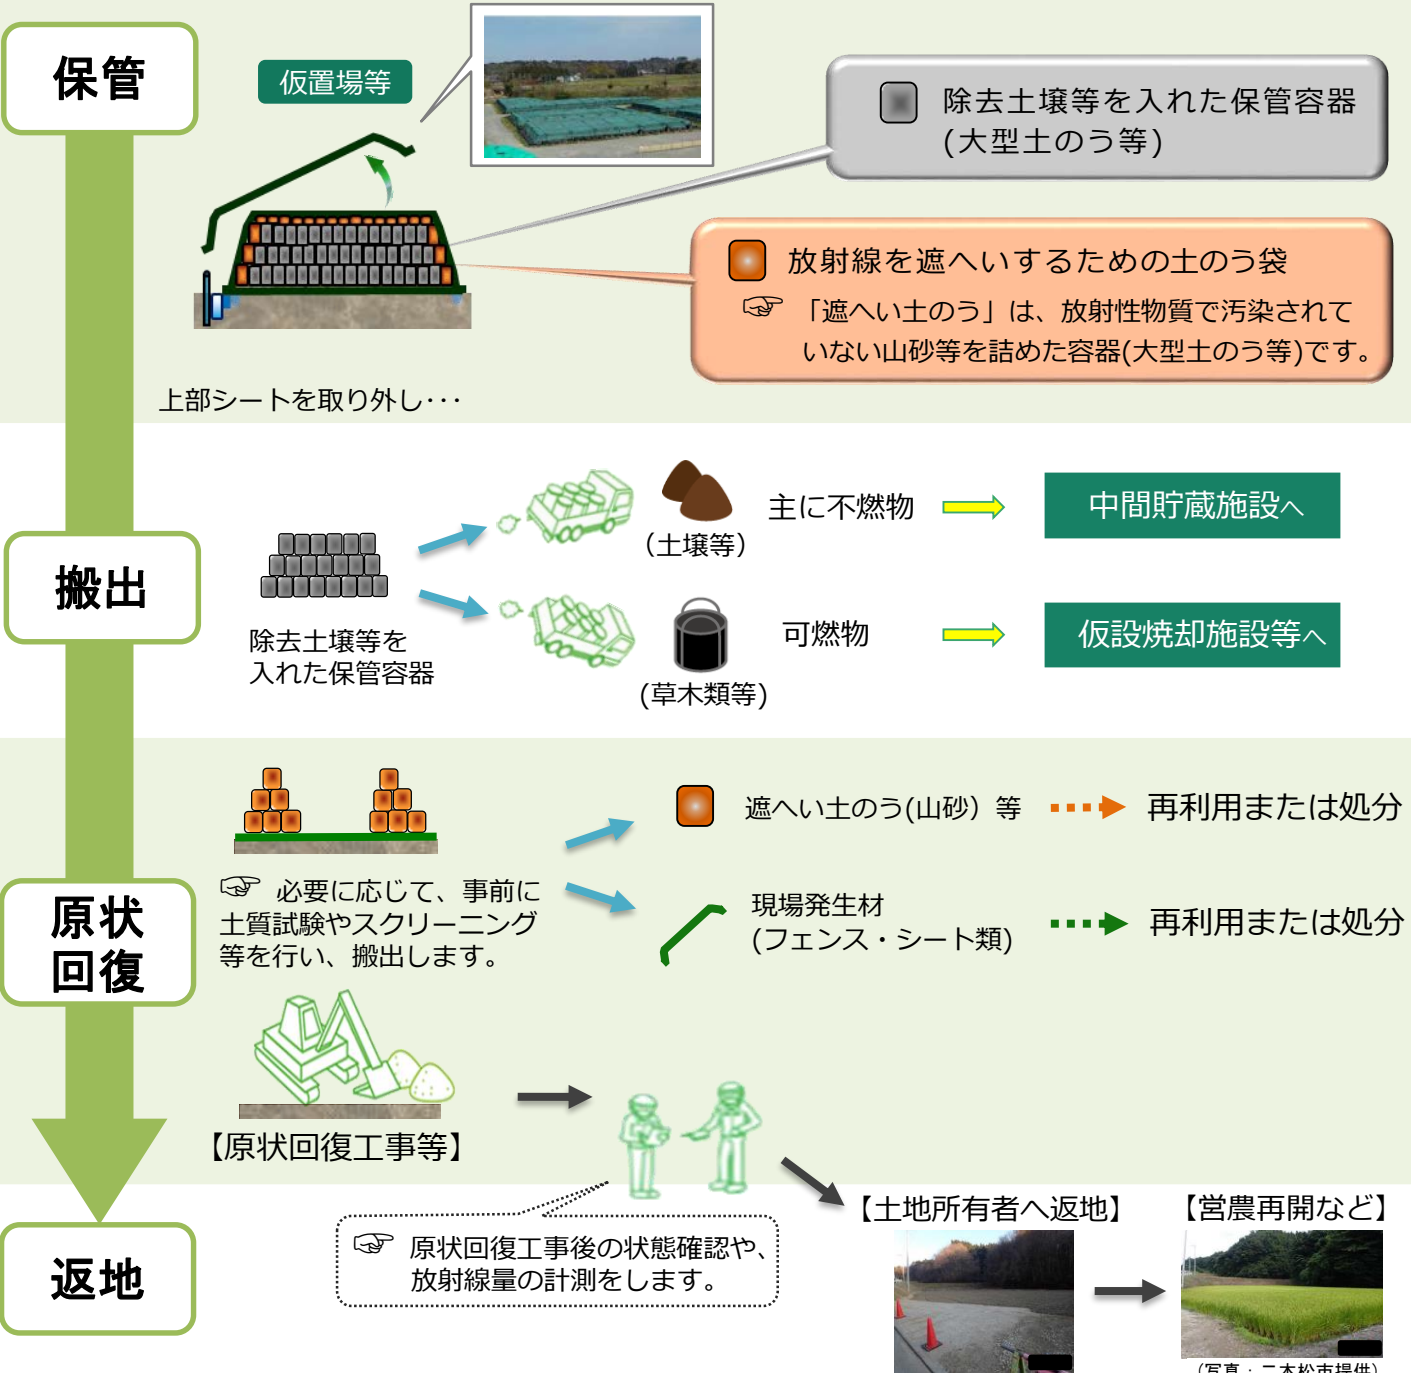 保管
仮置場等
除去土壌等を入れた保管容器
(大型土のう等)
放射線を遮へいするための土のう袋
☞ 「遮へい土のう」は、放射性物質で汚染されて
いない山砂等を詰めた容器(大型土のう等)です。
上部シートを取り外し･･･
搬出
除去土壌等を
入れた保管容器
(土壌等)
主に不燃物
中間貯蔵施設へ
(草木類等)
可燃物
仮設焼却施設等へ
原状
回復
☞ 必要に応じて、事前に
土質試験やスクリーニング
等を行い、搬出します。
遮へい土のう(山砂）等
再利用または処分
現場発生材
(フェンス・シート類)
再利用または処分
【原状回復工事等】
☞ 原状回復工事後の状態確認や、
放射線量の計測をします。
返地
【土地所有者へ返地】
【営農再開など】
（写真：二本松市提供）